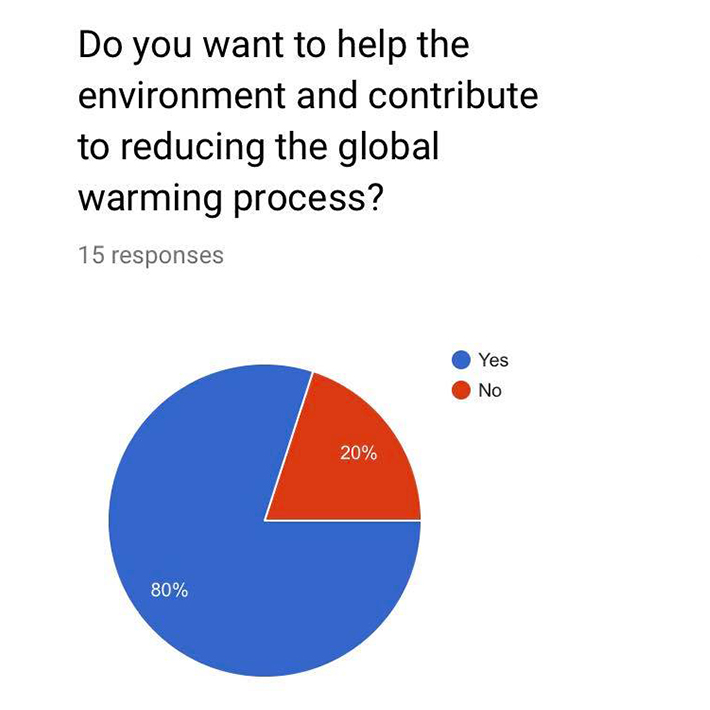 Do you want to help the
environment and contribute
to reducing the global
warming process?
15 responses
Yes
No
20%
80%